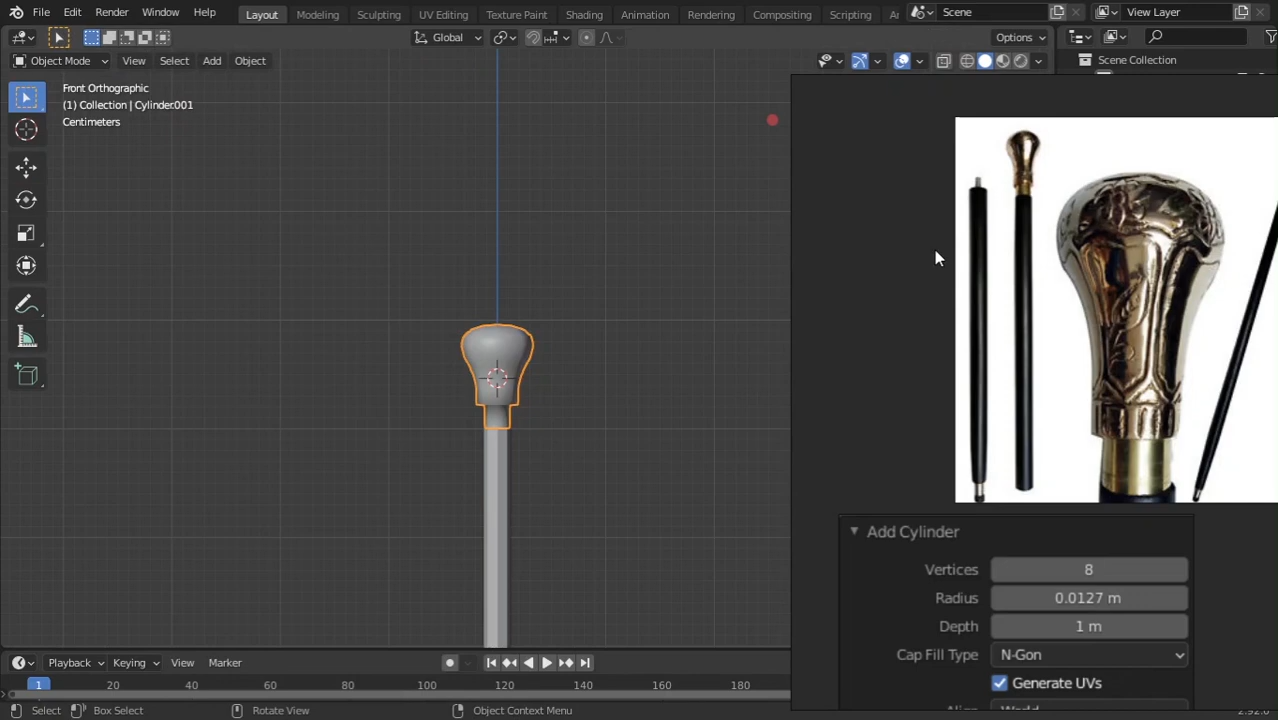 File Edit Render Window Help Layout Modeling Sculpting UV Editing Texture Paint Shading Animation Rendering Compositing Scripting Scene View Layer
Global Options
Object Mode View Select Add Object Scene Collection
Front Orthographic
(1) Collection | Cylinder.001
Centimeters
Add Cylinder
Vertices 8
Radius 0.0127 m
Depth 1 m
Cap Fill Type N-Gon
Generate UVs
Playback Keying View Marker
1 20 40 60 80 100 120 140 160 180
Select Box Select Rotate View Object Context Menu